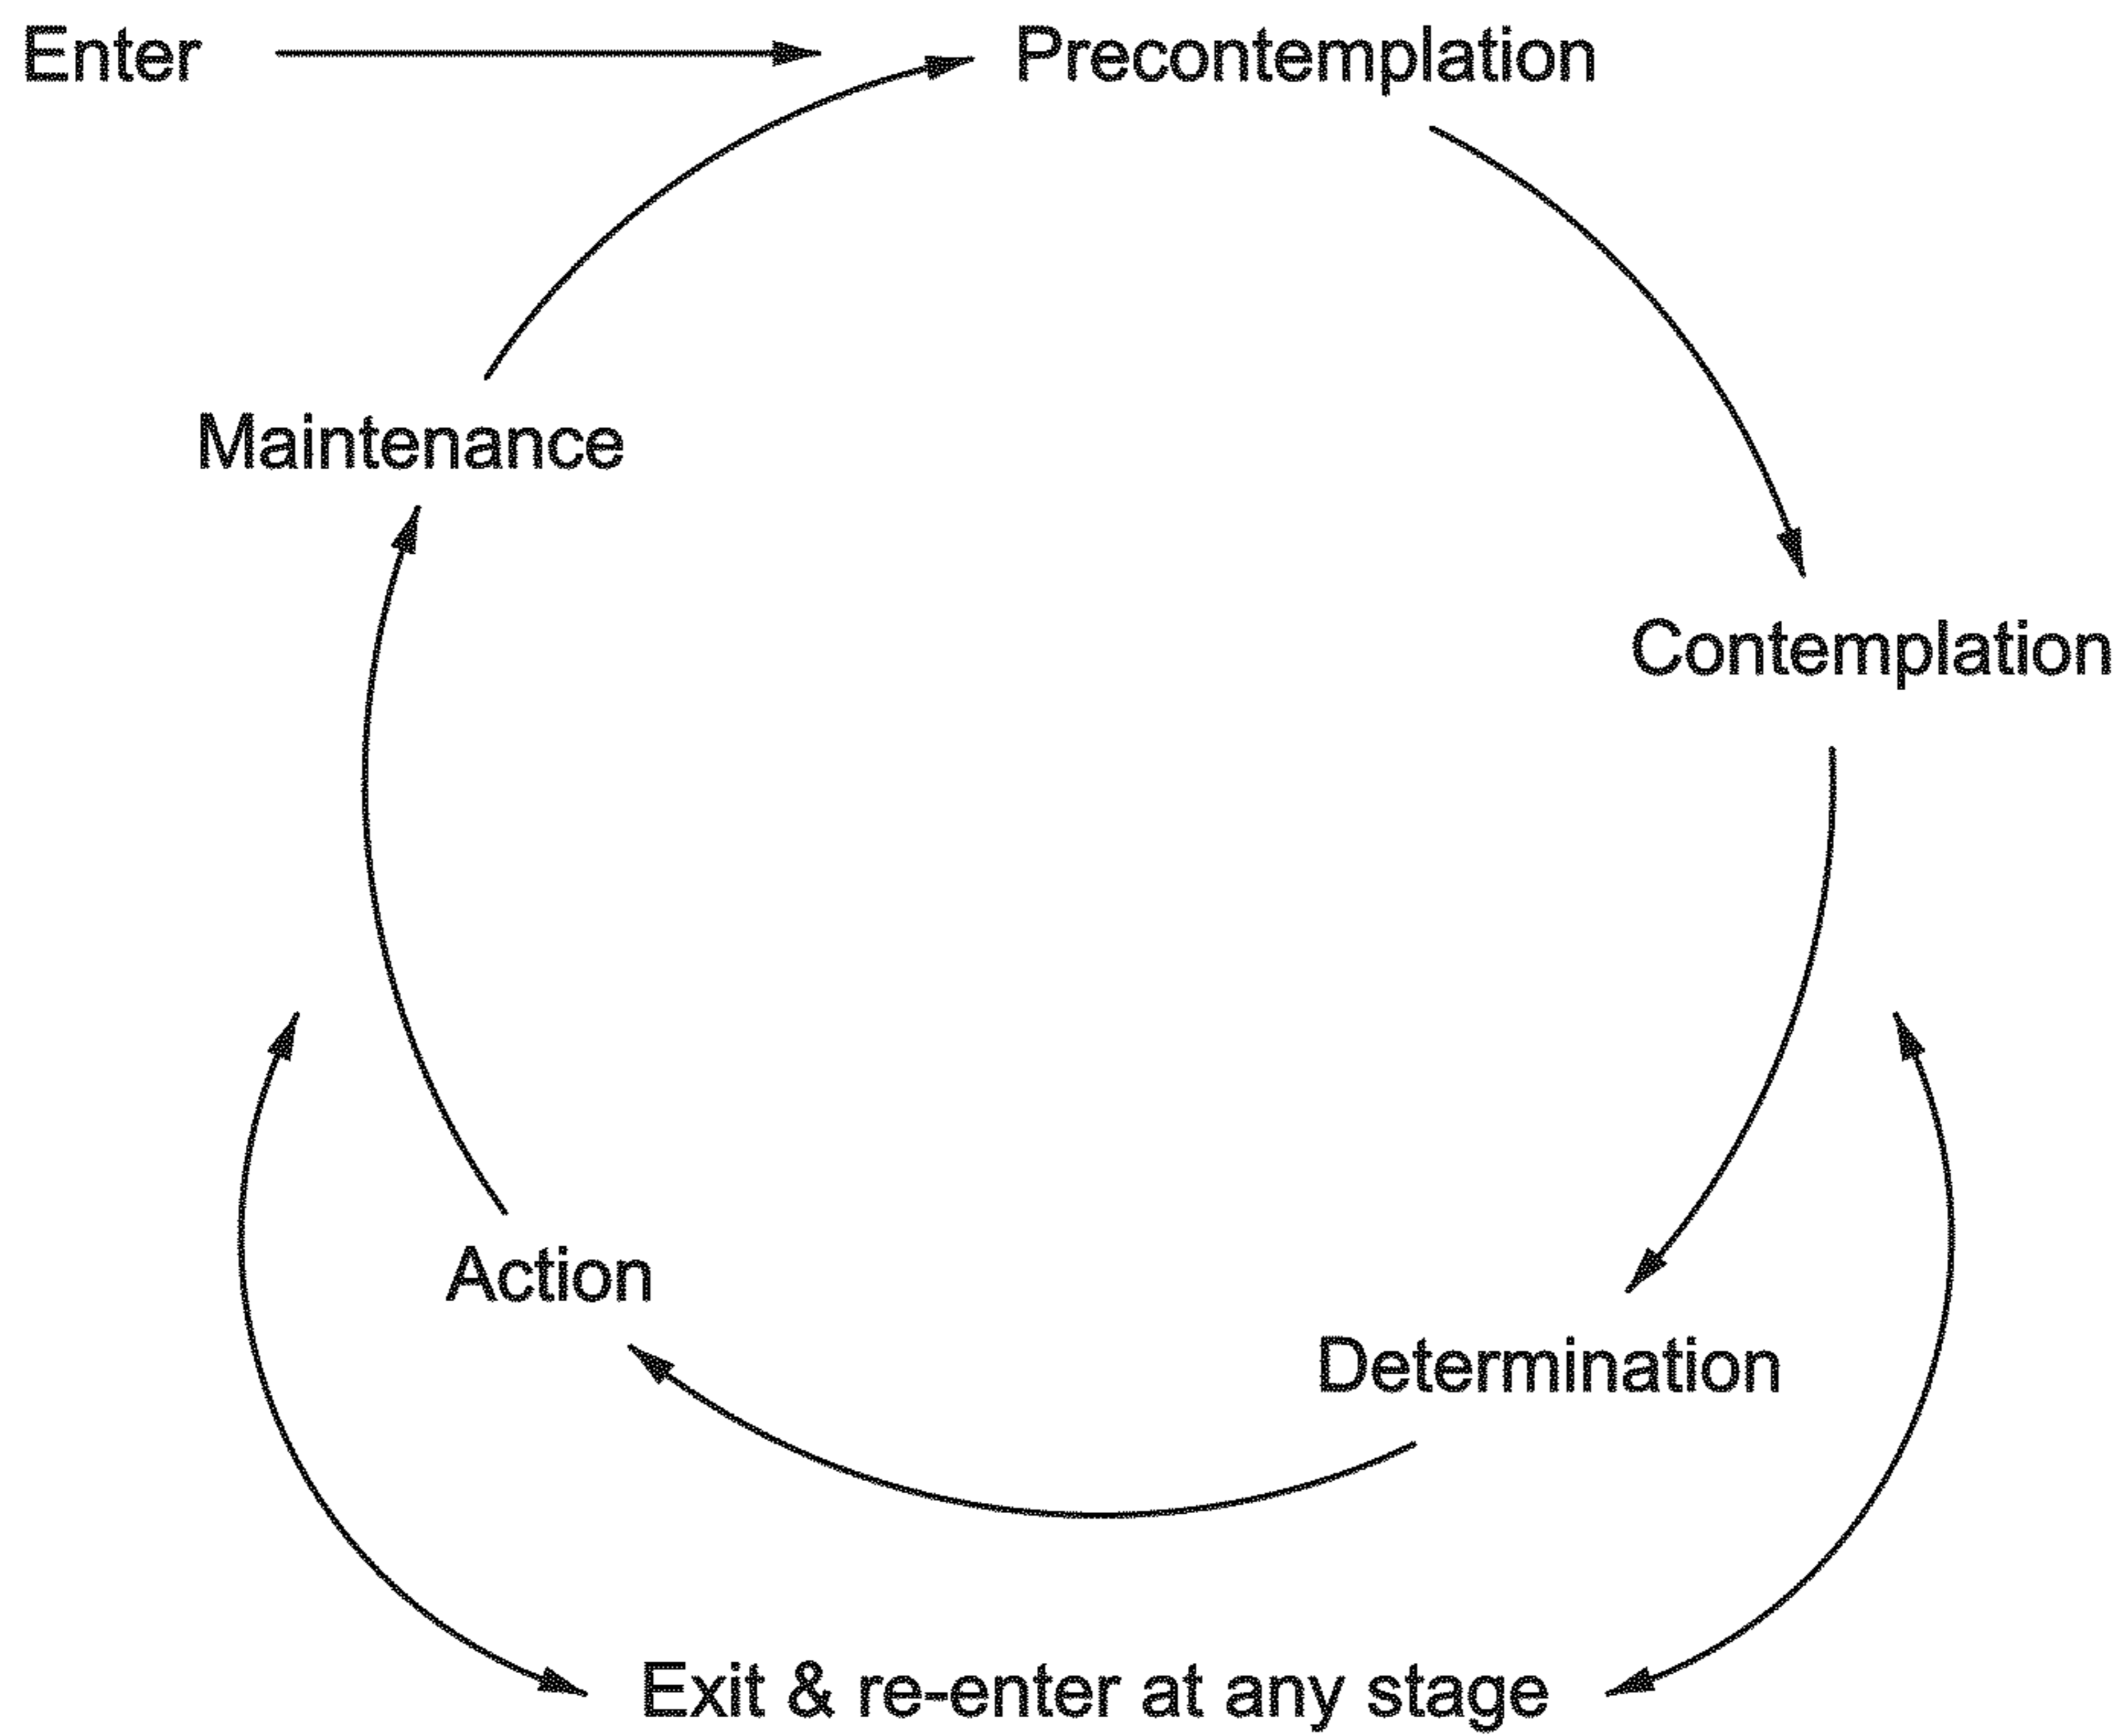 Enter
Precontemplation
Maintenance
Contemplation
Action
Determination
Exit & re-enter at any stage